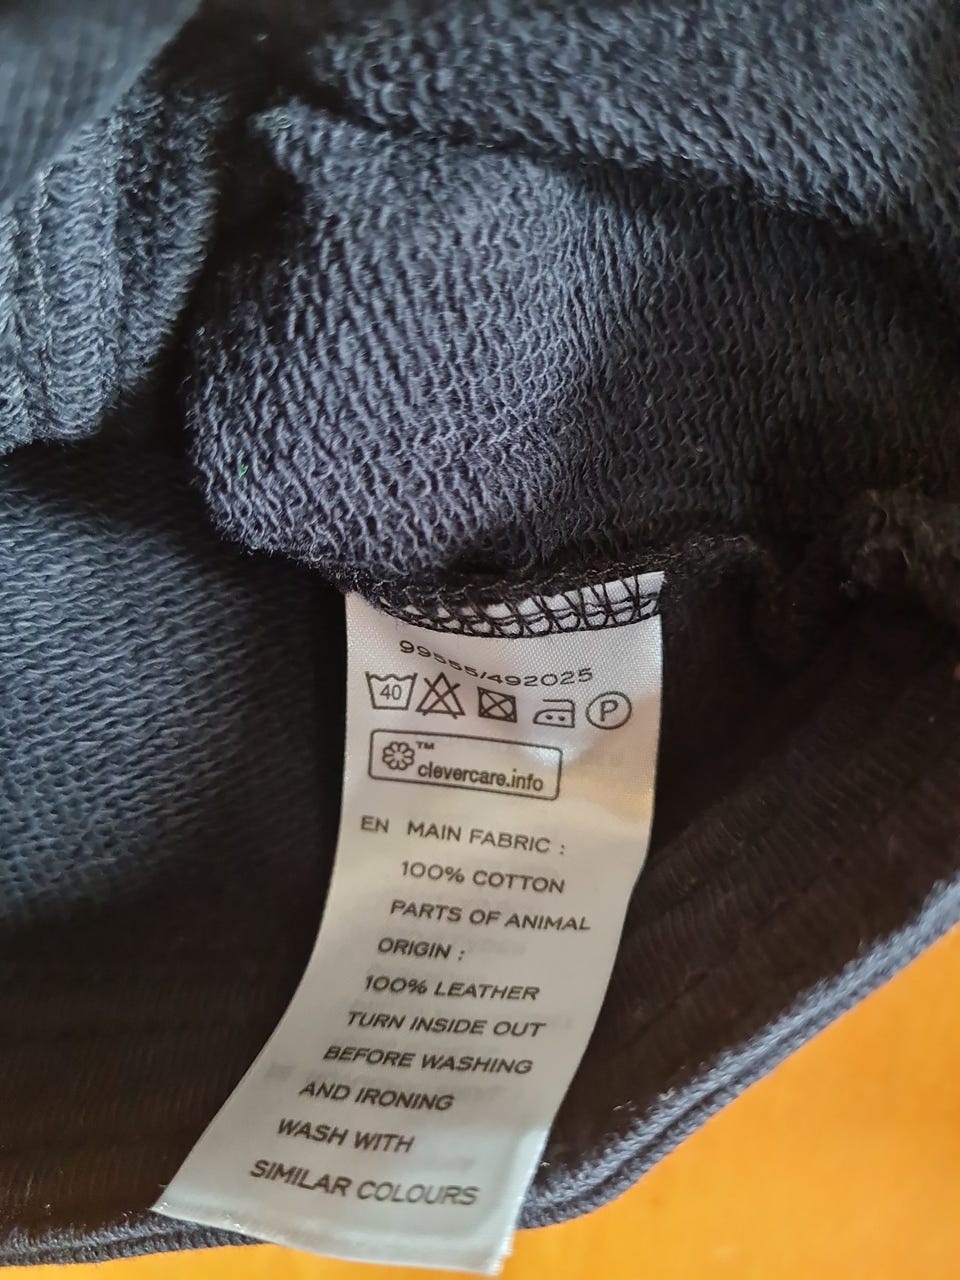 99555/492025
40 P
™
clevercare.info
EN MAIN FABRIC :
100% COTTON
PARTS OF ANIMAL
ORIGIN :
100% LEATHER
TURN INSIDE OUT
BEFORE WASHING
AND IRONING
WASH WITH
SIMILAR COLOURS